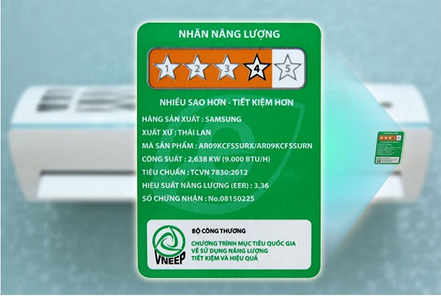 NHÃN NĂNG LƯỢNG
1 2 3 4 5
NHIỀU SAO HƠN - TIẾT KIỆM HƠN
HÃNG SẢN XUẤT : SAMSUNG
XUẤT XỨ : THÁI LAN
MÃ SẢN PHẨM : AR09KCFSSURX/AR09KCFSSURN
CÔNG SUẤT : 2,638 KW (9.000 BTU/H)
TIÊU CHUẨN : TCVN 7830:2012
HIỆU SUẤT NĂNG LƯỢNG (EER) : 3,36
SỐ CHỨNG NHẬN : No.08150225
VNEEP
BỘ CÔNG THƯƠNG
CHƯƠNG TRÌNH MỤC TIÊU QUỐC GIA
VỀ SỬ DỤNG NĂNG LƯỢNG
TIẾT KIỆM VÀ HIỆU QUẢ